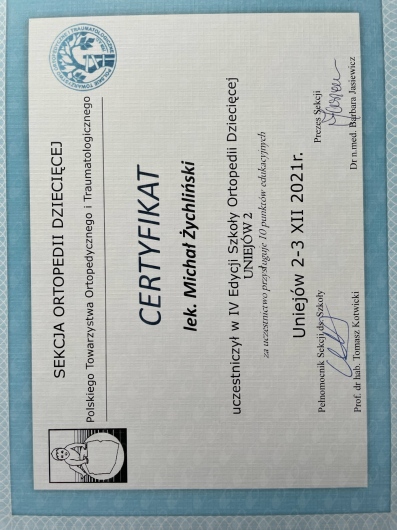 SEKCJA ORTOPEDII DZIECIĘCEJ
Polskiego Towarzystwa Ortopedycznego i Traumatologicznego
CERTYFIKAT
lek. Michał Żychliński
uczestniczył w IV Edycji Szkoły Ortopedii Dziecięcej
UNIEJÓW 2
za uczestnictwo przysługuje 10 punktów edukacyjnych
Uniejów 2-3 XII 2021r.
Pełnomocnik Sekcji ds. Szkoły
Prof. dr hab. Tomasz Kotwicki
Prezes Sekcji
Dr n.med. Barbara Jasiewicz